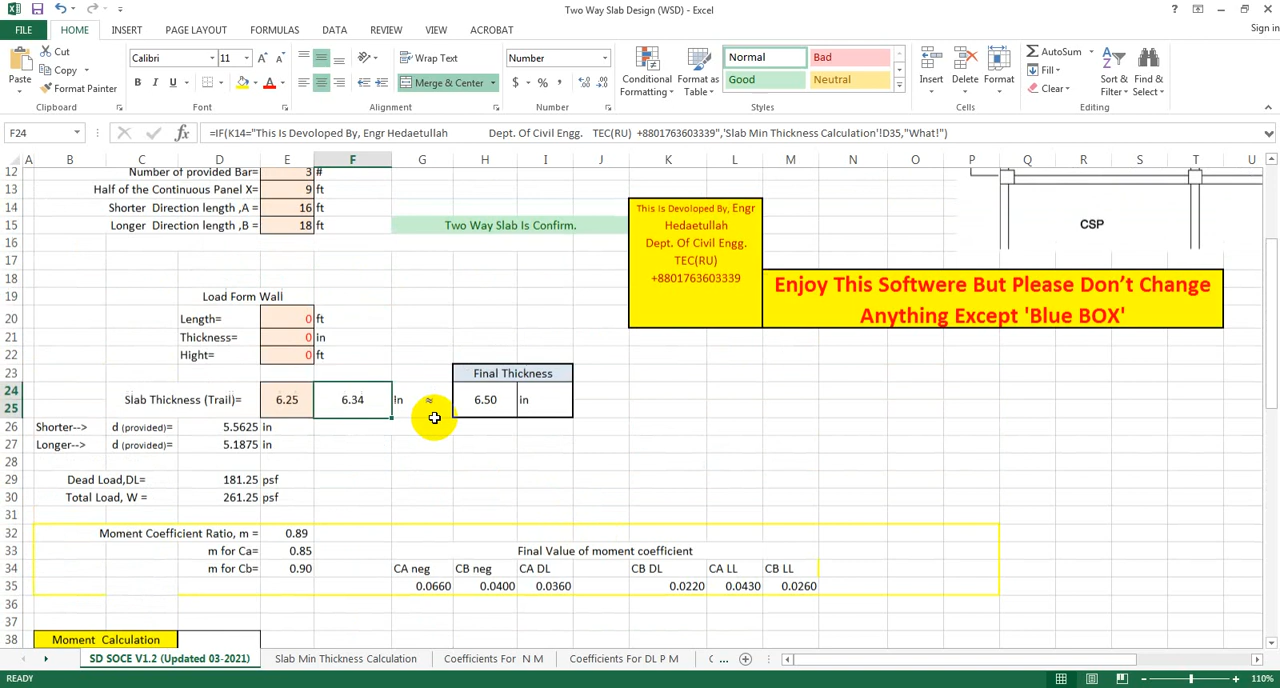 Two Way Slab Design (WSD) - Excel
Sign in
FILE HOME INSERT PAGE LAYOUT FORMULAS DATA REVIEW VIEW ACROBAT
Paste
Cut
Copy
Format Painter
Clipboard
Calibri 11
B I U
Font
Wrap Text
Merge & Center
Alignment
Number
$ % ,
Number
Conditional Formatting
Format as Table
Normal Bad
Good Neutral
Styles
Insert Delete Format
Cells
AutoSum
Fill
Clear
Sort & Filter
Find & Select
Editing
F24 fx =IF(K14="This Is Devoloped By, Engr Hedaetullah Dept. Of Civil Engg. TEC(RU) +8801763603339",'Slab Min Thickness Calculation'!D35,"What!")
A B C D E F G H I J K L M N O P Q R S T U
12 Number of provided Bar= 3 #
13 Half of the Continuous Panel X= 9 ft
14 Shorter Direction length ,A = 16 ft
15 Longer Direction length ,B = 18 ft
Two Way Slab Is Confirm.
This Is Devoloped By, Engr
Hedaetullah
Dept. Of Civil Engg.
TEC(RU)
+8801763603339
CSP
Enjoy This Softwere But Please Don’t Change
Anything Except 'Blue BOX'
16
17
18
19 Load Form Wall
20 Length= 0 ft
21 Thickness= 0 in
22 Hight= 0 ft
23 Final Thickness
24 Slab Thickness (Trail)= 6.25 6.34 In ≈ 6.50 in
25
26 Shorter--> d (provided)= 5.5625 in
27 Longer--> d (provided)= 5.1875 in
28
29 Dead Load,DL= 181.25 psf
30 Total Load, W = 261.25 psf
31
32 Moment Coefficient Ratio, m = 0.89
33 m for Ca= 0.85 Final Value of moment coefficient
34 m for Cb= 0.90 CA neg CB neg CA DL CB DL CA LL CB LL
35 0.0660 0.0400 0.0360 0.0220 0.0430 0.0260
36
37
38 Moment Calculation
SD SOCE V1.2 (Updated 03-2021) Slab Min Thickness Calculation Coefficients For N M Coefficients For DL P M C ...
READY
110%